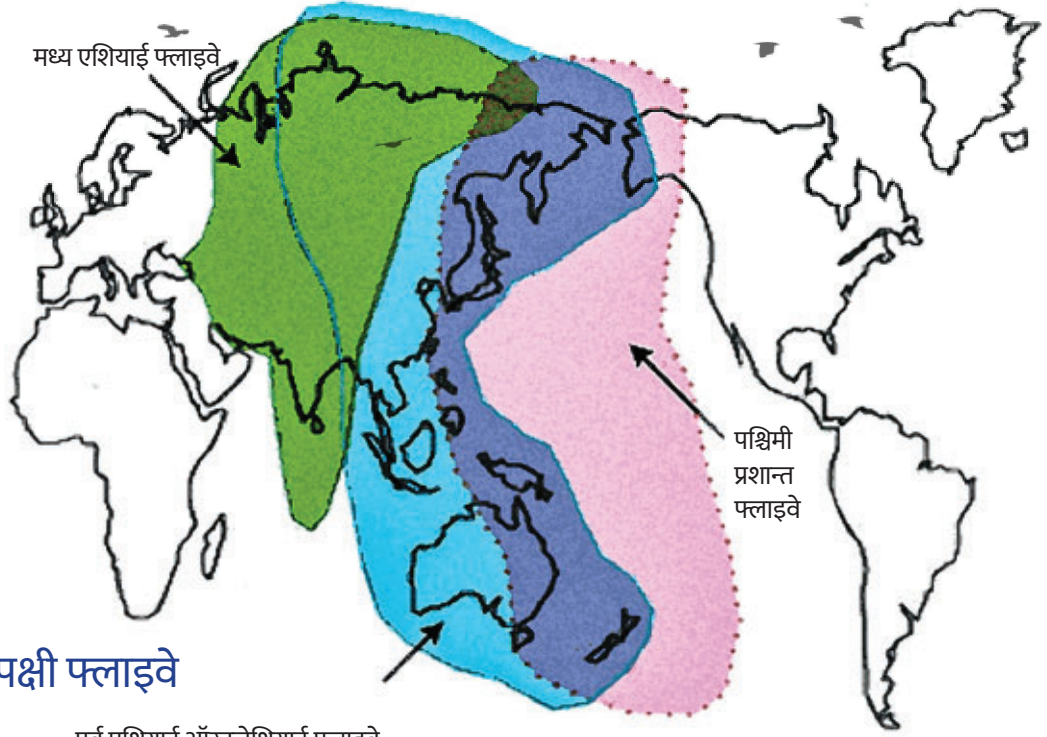 मध्य एशियाई फ्लाइवे
पश्चिमी
प्रशान्त
फ्लाइवे
पक्षी फ्लाइवे